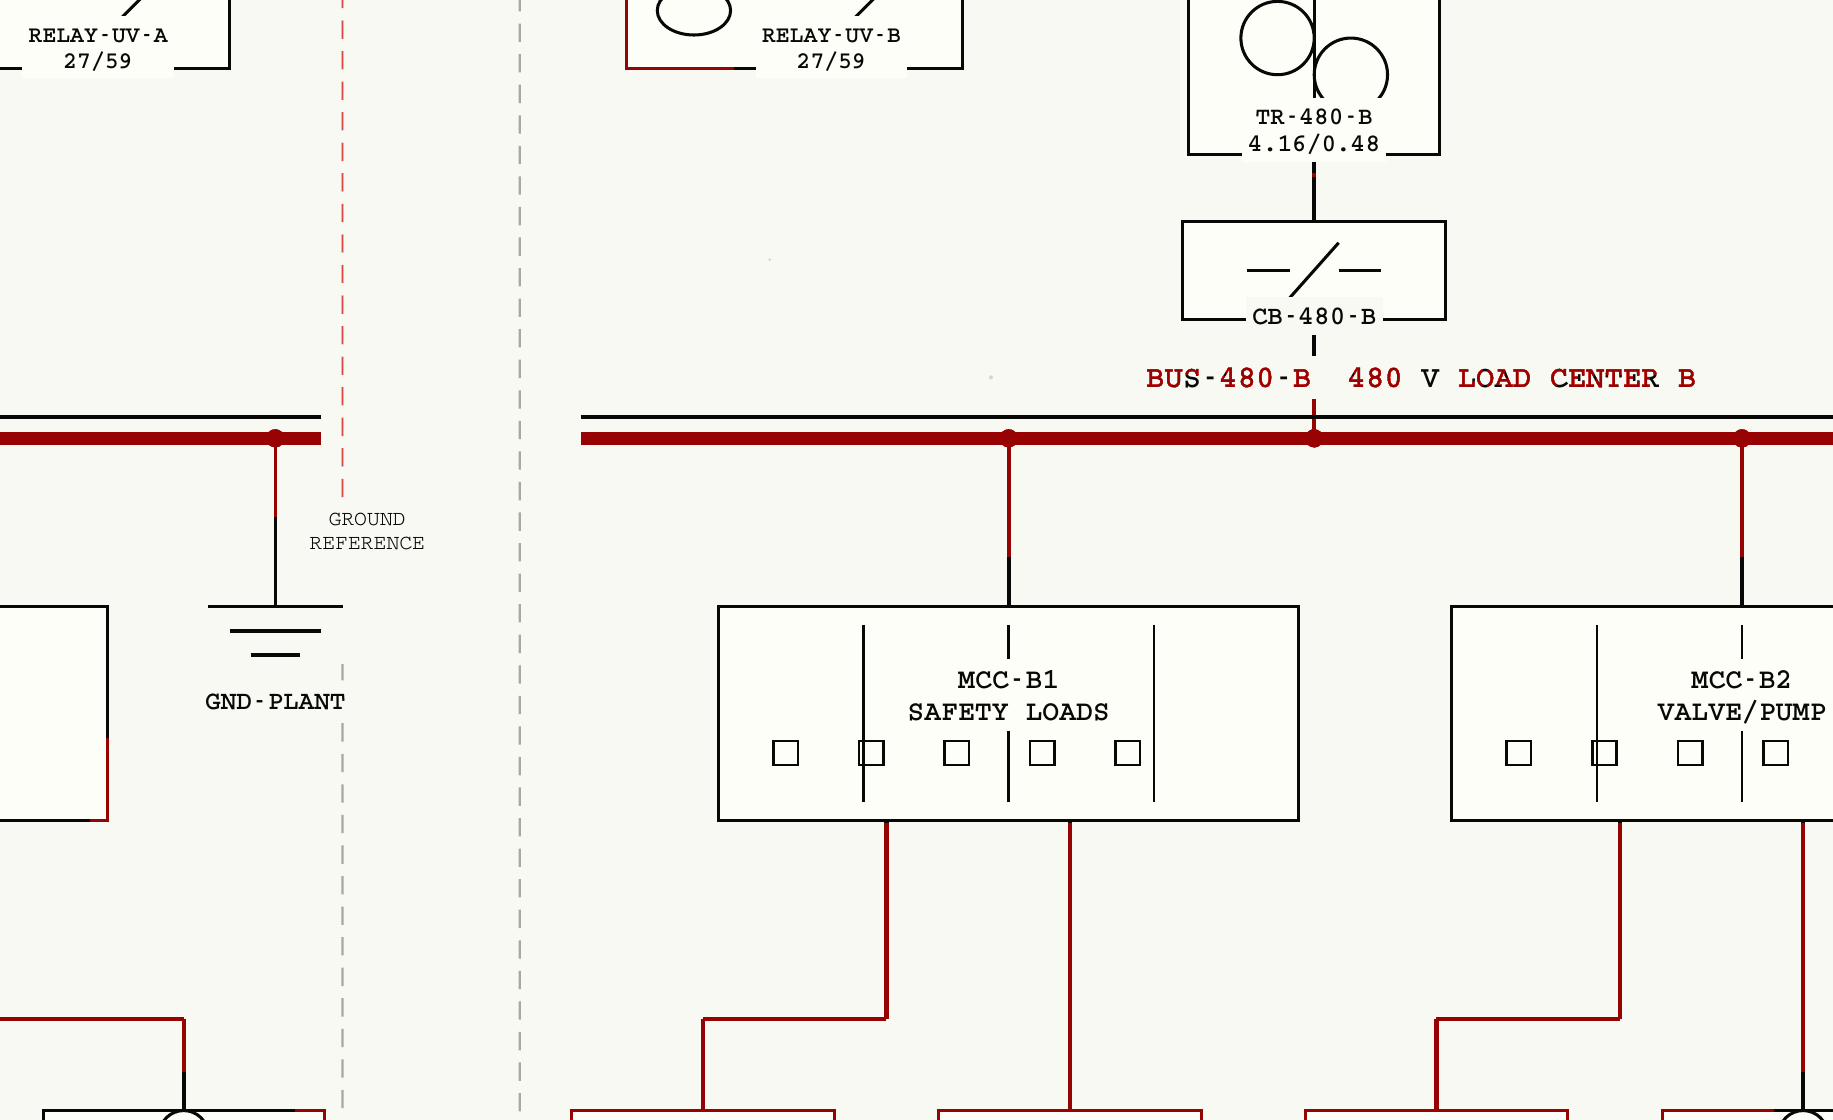 RELAY-UV-A
27/59
RELAY-UV-B
27/59
TR-480-B
4.16/0.48
CB-480-B
BUS-480-B 480 V LOAD CENTER B
GROUND
REFERENCE
GND-PLANT
MCC-B1
SAFETY LOADS
MCC-B2
VALVE/PUMP